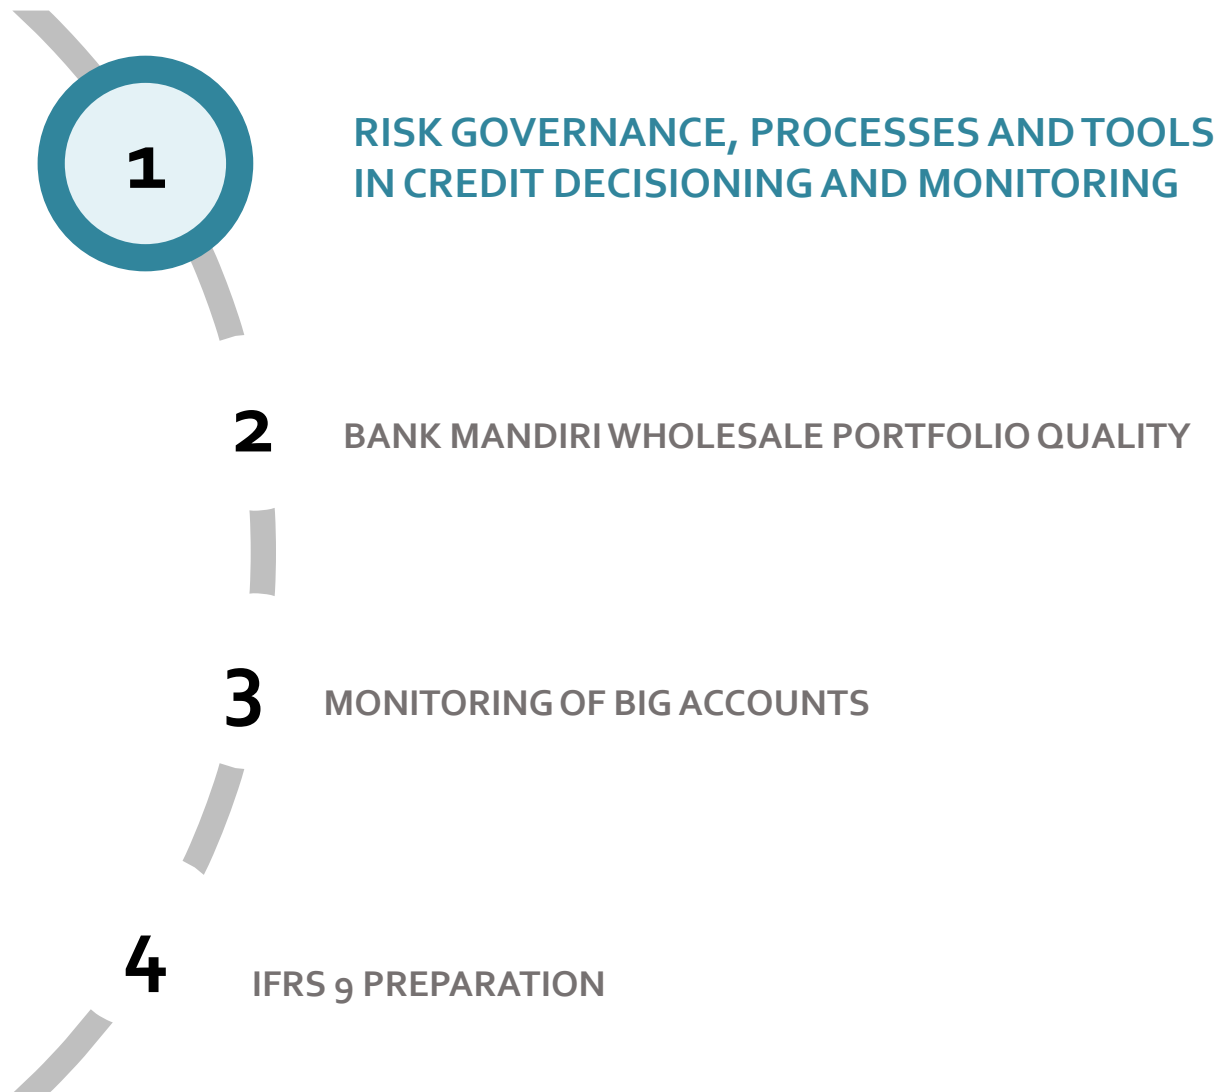 1
RISK GOVERNANCE, PROCESSES AND TOOLS
IN CREDIT DECISIONING AND MONITORING
2
BANK MANDIRI WHOLESALE PORTFOLIO QUALITY
3
MONITORING OF BIG ACCOUNTS
4
IFRS 9 PREPARATION